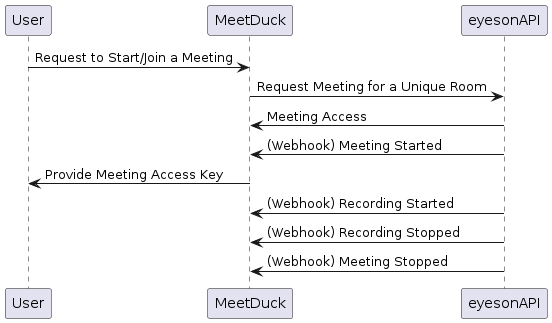 User MeetDuck eyesonAPI
Request to Start/Join a Meeting
Request Meeting for a Unique Room
Meeting Access
(Webhook) Meeting Started
Provide Meeting Access Key
(Webhook) Recording Started
(Webhook) Recording Stopped
(Webhook) Meeting Stopped
User MeetDuck eyesonAPI